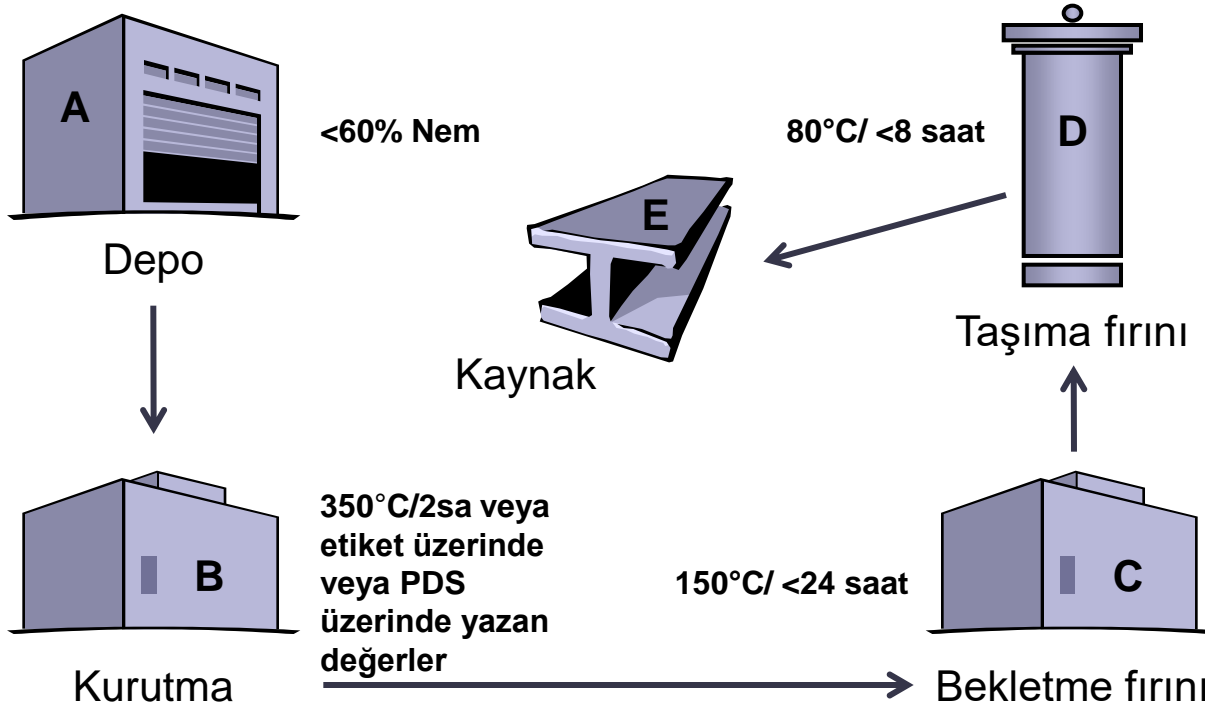 A
<60% Nem
Depo
80°C/ <8 saat
D
Taşıma fırını
E
Kaynak
B
350°C/2sa veya
etiket üzerinde
veya PDS
üzerinde yazan
değerler
Kurutma
150°C/ <24 saat
C
Bekletme fırını